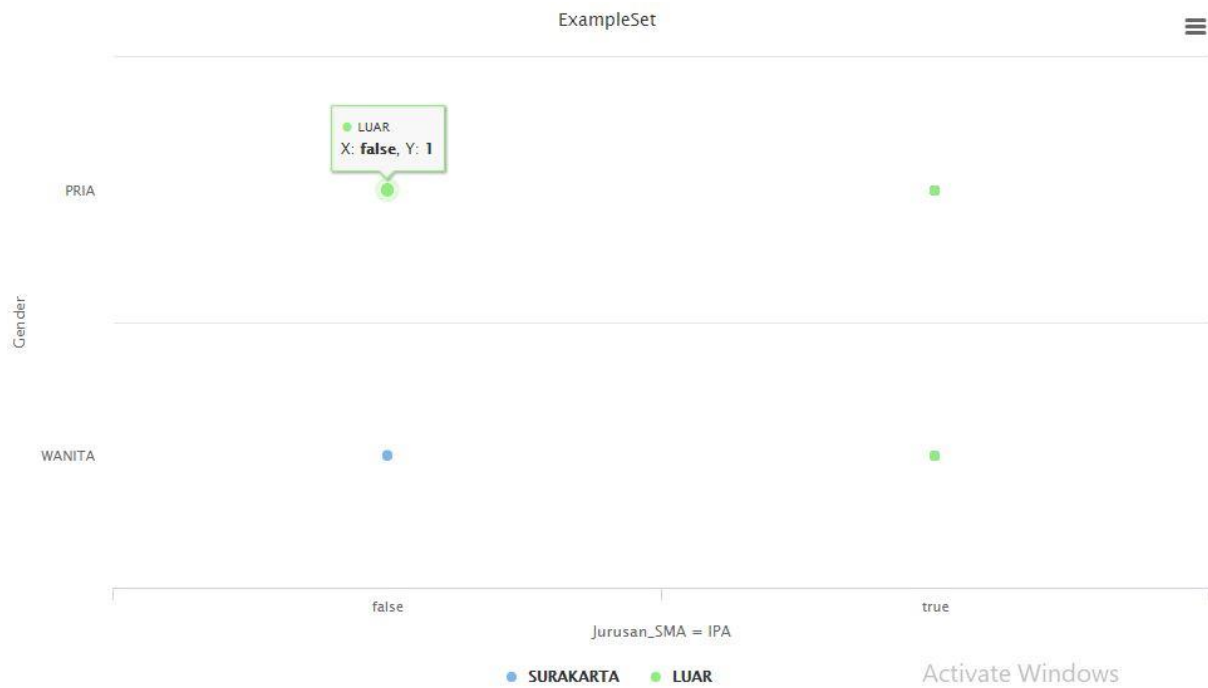 ExampleSet
LUAR
X: false, Y: 1
PRIA
Gender
WANITA
false
true
Jurusan_SMA = IPA
SURAKARTA
LUAR
Activate Windows